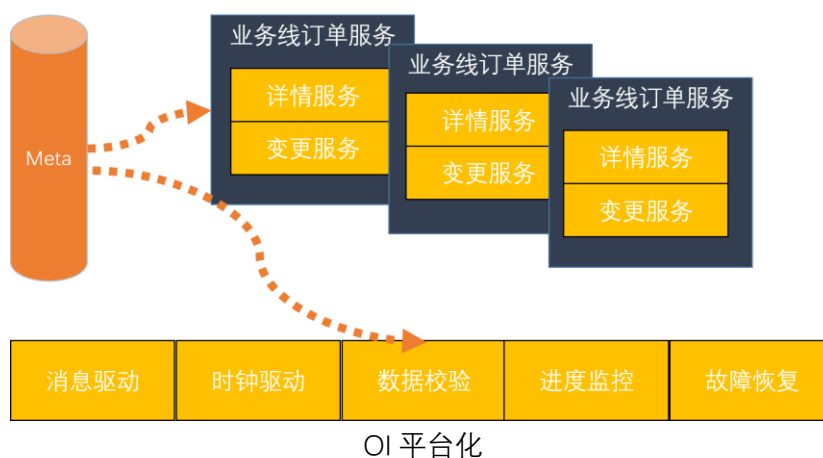 业务线订单服务
详情服务
变更服务
业务线订单服务
详情服务
变更服务
业务线订单服务
详情服务
变更服务
Meta
消息驱动 时钟驱动 数据校验 进度监控 故障恢复
OI 平台化